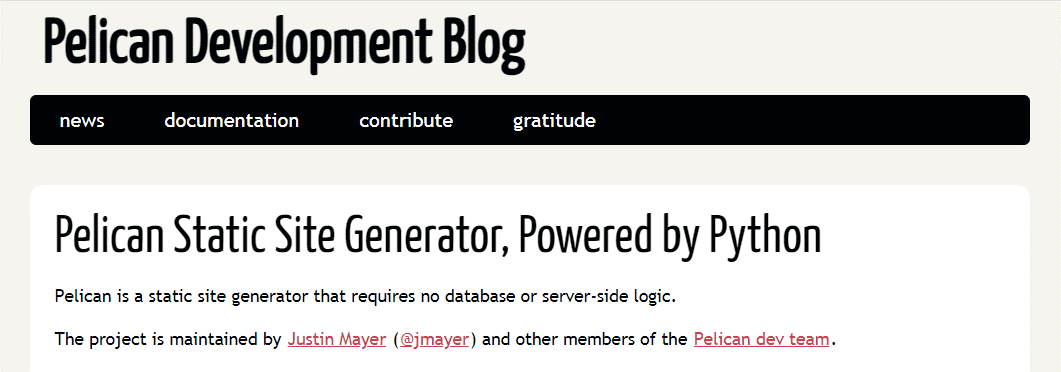 Pelican Development Blog
news documentation contribute gratitude
Pelican Static Site Generator, Powered by Python
Pelican is a static site generator that requires no database or server-side logic.
The project is maintained by Justin Mayer (@jmayer) and other members of the Pelican dev team.